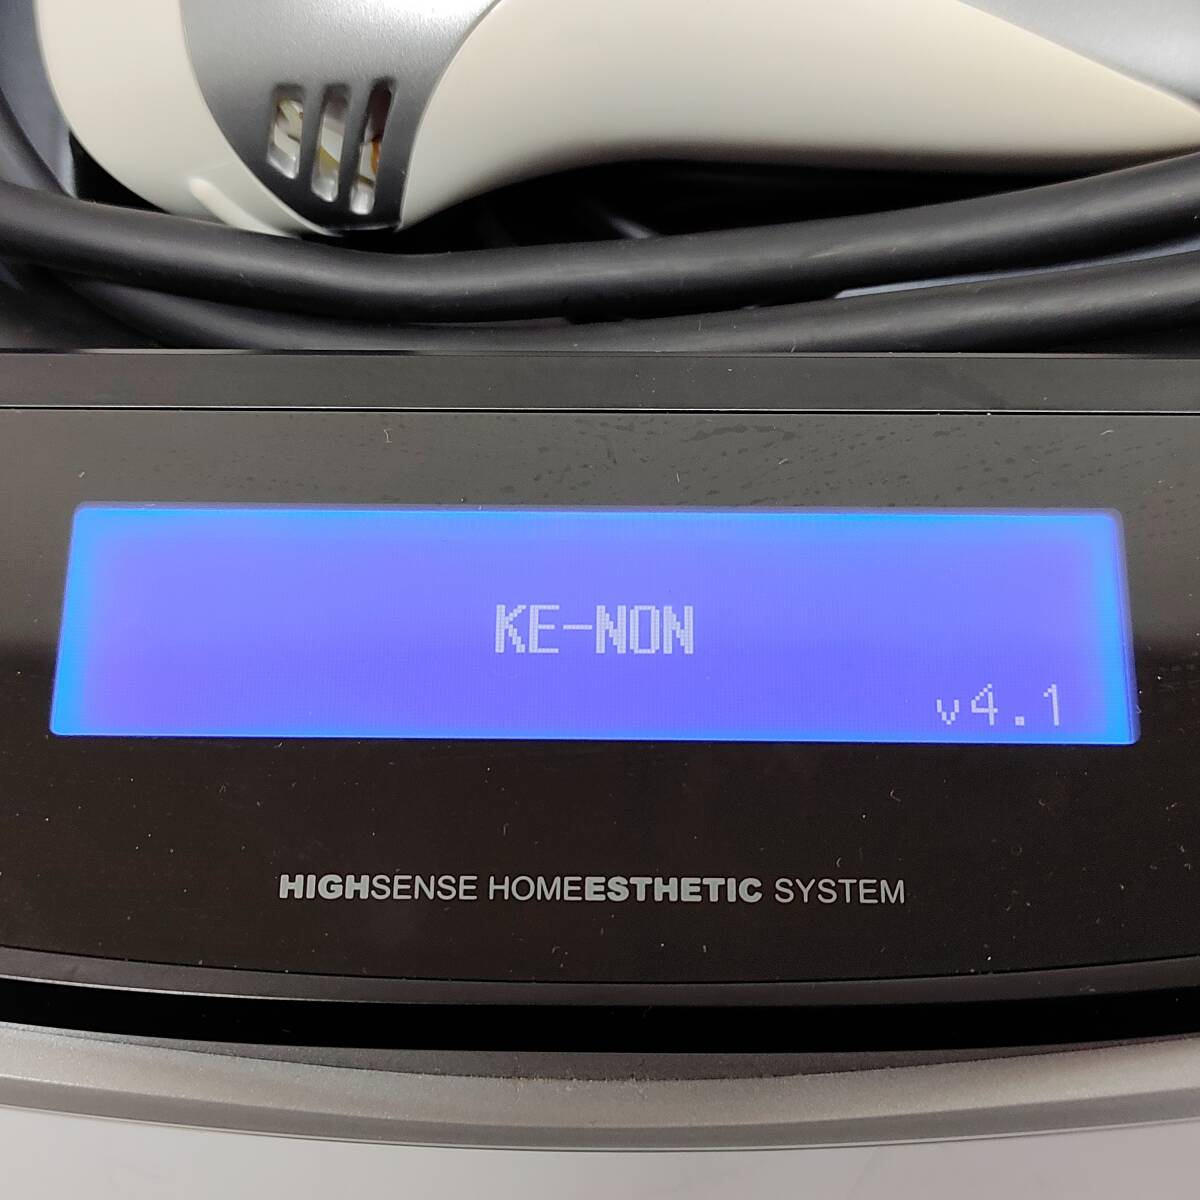 KE-NON
v4.1
HIGHSENSE HOMEESTHETIC SYSTEM